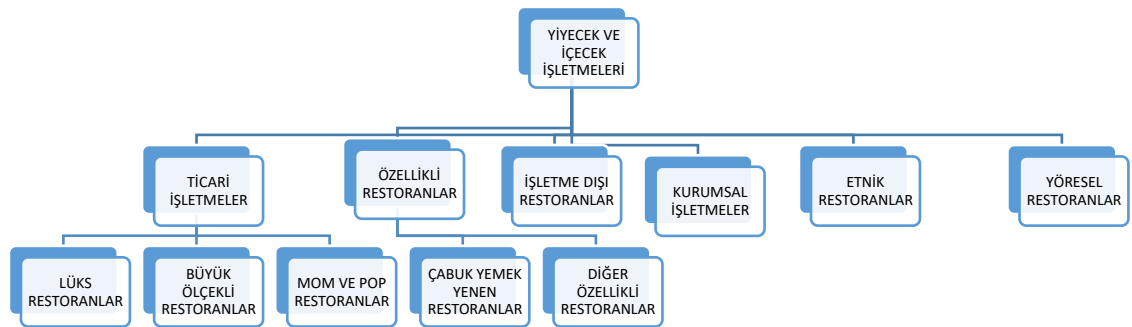 YİYECEK VE
İÇECEK
İŞLETMELERİ
TİCARİ
İŞLETMELER
ÖZELLİKLİ
RESTORANLAR
İŞLETME DIŞI
RESTORANLAR
KURUMSAL
İŞLETMELER
ETNİK
RESTORANLAR
YÖRESEL
RESTORANLAR
LÜKS
RESTORANLAR
BÜYÜK
ÖLÇEKLİ
RESTORANLAR
MOM VE POP
RESTORANLAR
ÇABUK YEMEK
YENEN
RESTORANLAR
DİĞER
ÖZELLİKLİ
RESTORANLAR